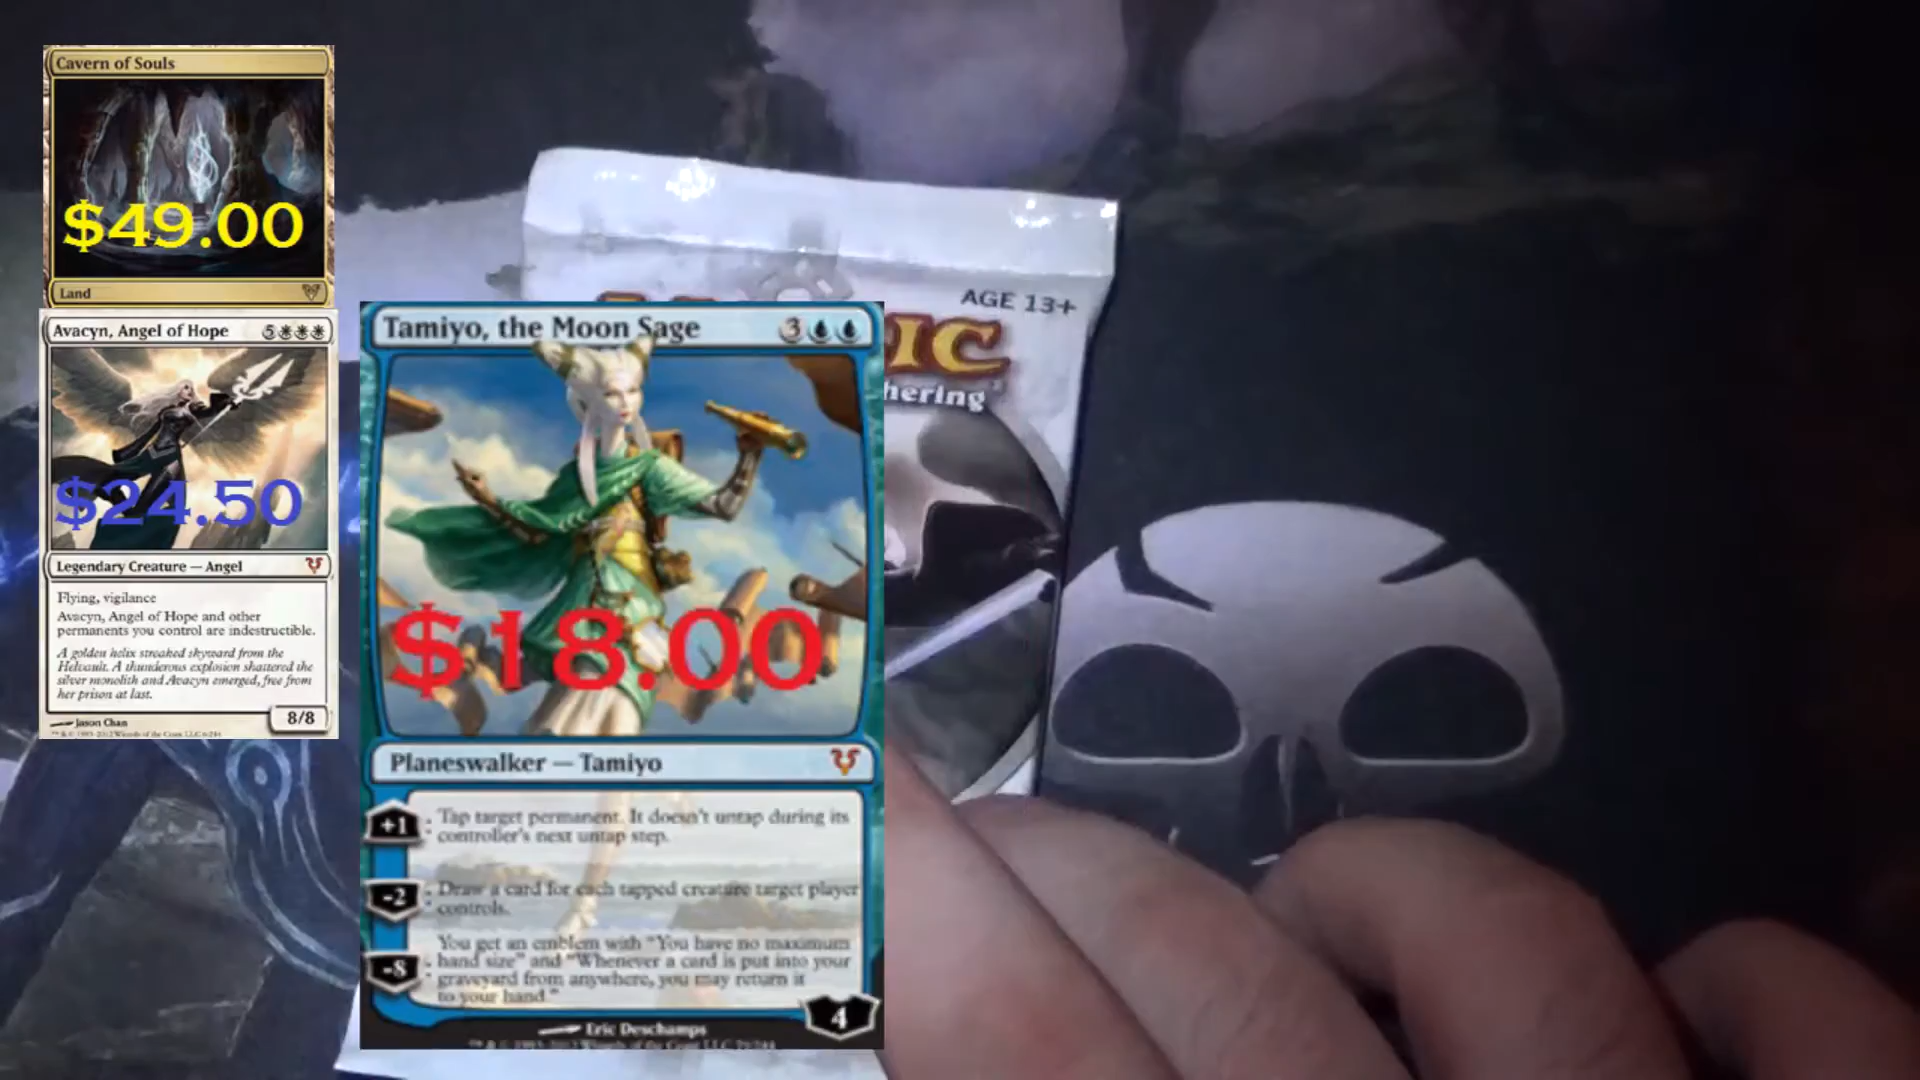 Cavern of Souls
$49.00
Land
Avacyn, Angel of Hope 5
$24.50
Legendary Creature — Angel
Flying, vigilance
Avacyn, Angel of Hope and other
permanents you control are indestructible.
A golden helix streaked skyward from the
Helvault. A thunderous explosion shattered the
silver monolith and Avacyn emerged, free from
her prison at last.
8/8
Jason Chan
Tamiyo, the Moon Sage 3
$18.00
Planeswalker — Tamiyo
+1 : Tap target permanent. It doesn't untap during its
controller's next untap step.
-2 : Draw a card for each tapped creature target player
controls.
You get an emblem with "You have no maximum
-8 : hand size" and "Whenever a card is put into your
graveyard from anywhere, you may return it
to your hand."
4
Eric Deschamps
AGE 13+
IC
hering